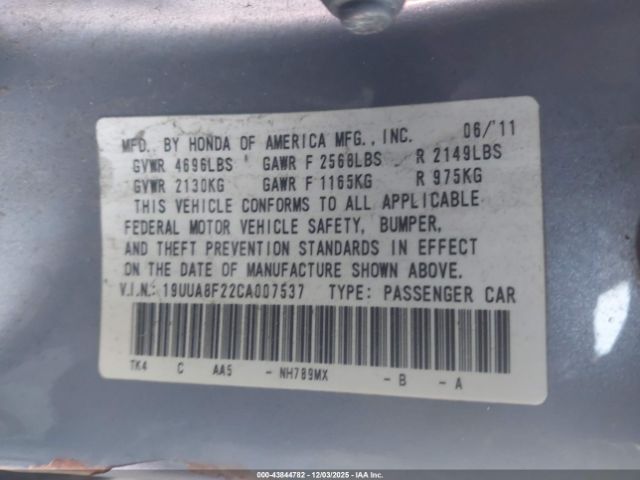 MFD. BY HONDA OF AMERICA MFG., INC. 06/'11
GVWR 4696LBS GAWR F 2568LBS R 2149LBS
GVWR 2130KG GAWR F 1165KG R 975KG
THIS VEHICLE CONFORMS TO ALL APPLICABLE
FEDERAL MOTOR VEHICLE SAFETY, BUMPER,
AND THEFT PREVENTION STANDARDS IN EFFECT
ON THE DATE OF MANUFACTURE SHOWN ABOVE.
V.I.N.: 19UUA8F22CA007537 TYPE: PASSENGER CAR
TK4 C AA5 - NH789MX - B - A
000-43844782 - 12/03/2025 - IAA Inc. - Copyright